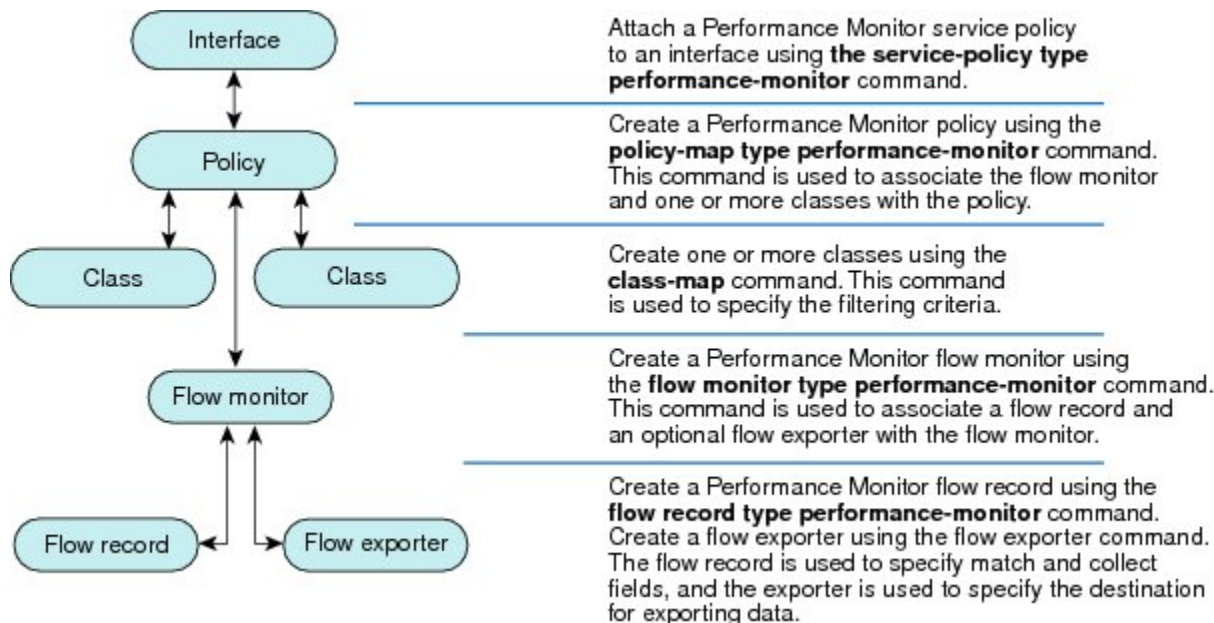 Interface
Attach a Performance Monitor service policy
to an interface using the service-policy type
performance-monitor command.
Policy
Create a Performance Monitor policy using the
policy-map type performance-monitor command.
This command is used to associate the flow monitor
and one or more classes with the policy.
Class
Class
Create one or more classes using the
class-map command. This command
is used to specify the filtering criteria.
Flow monitor
Create a Performance Monitor flow monitor using
the flow monitor type performance-monitor command.
This command is used to associate a flow record and
an optional flow exporter with the flow monitor.
Flow record
Flow exporter
Create a Performance Monitor flow record using the
flow record type performance-monitor command.
Create a flow exporter using the flow exporter command.
The flow record is used to specify match and collect
fields, and the exporter is used to specify the destination
for exporting data.